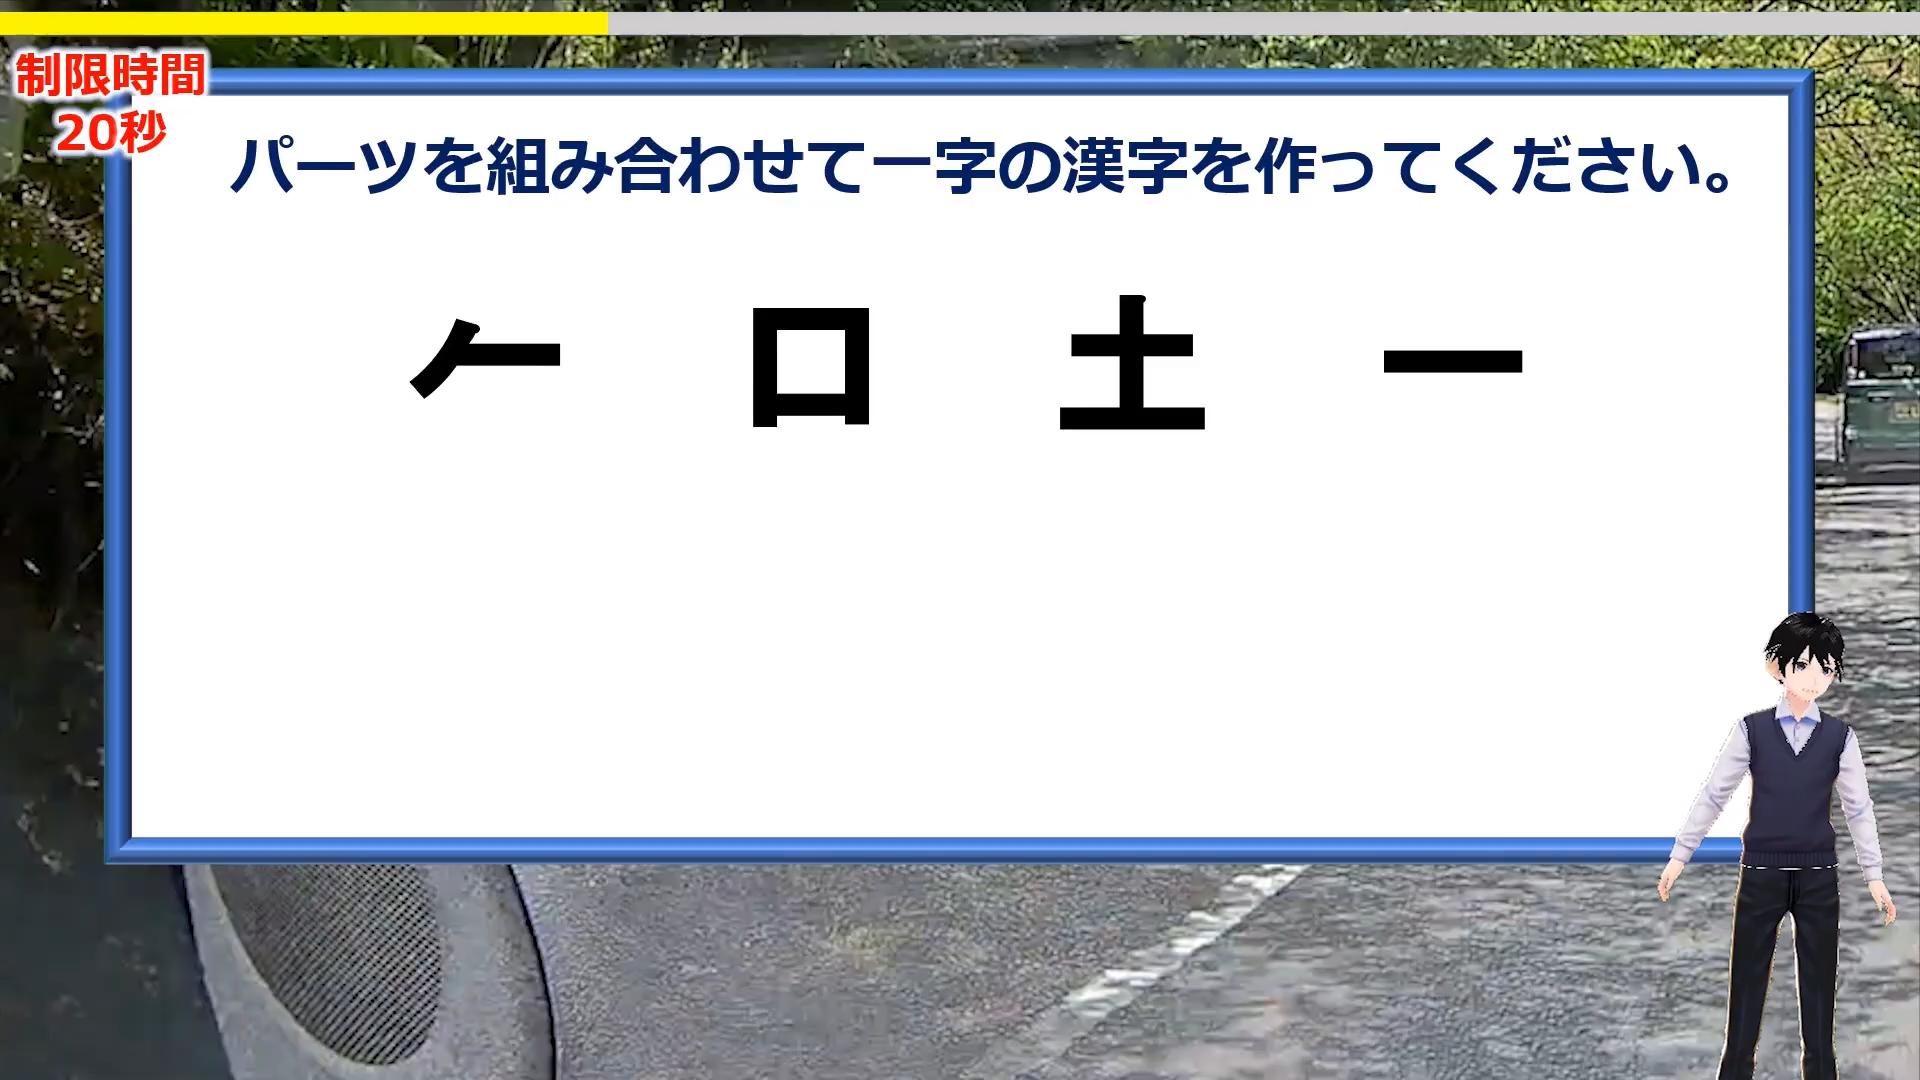 制限時間
20秒
パーツを組み合わせて一字の漢字を作ってください。
𠂉 口 土 一